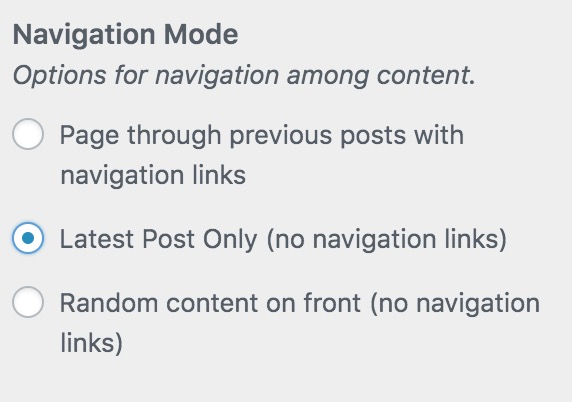 Navigation Mode
Options for navigation among content.
Page through previous posts with
navigation links
Latest Post Only (no navigation links)
Random content on front (no navigation
links)